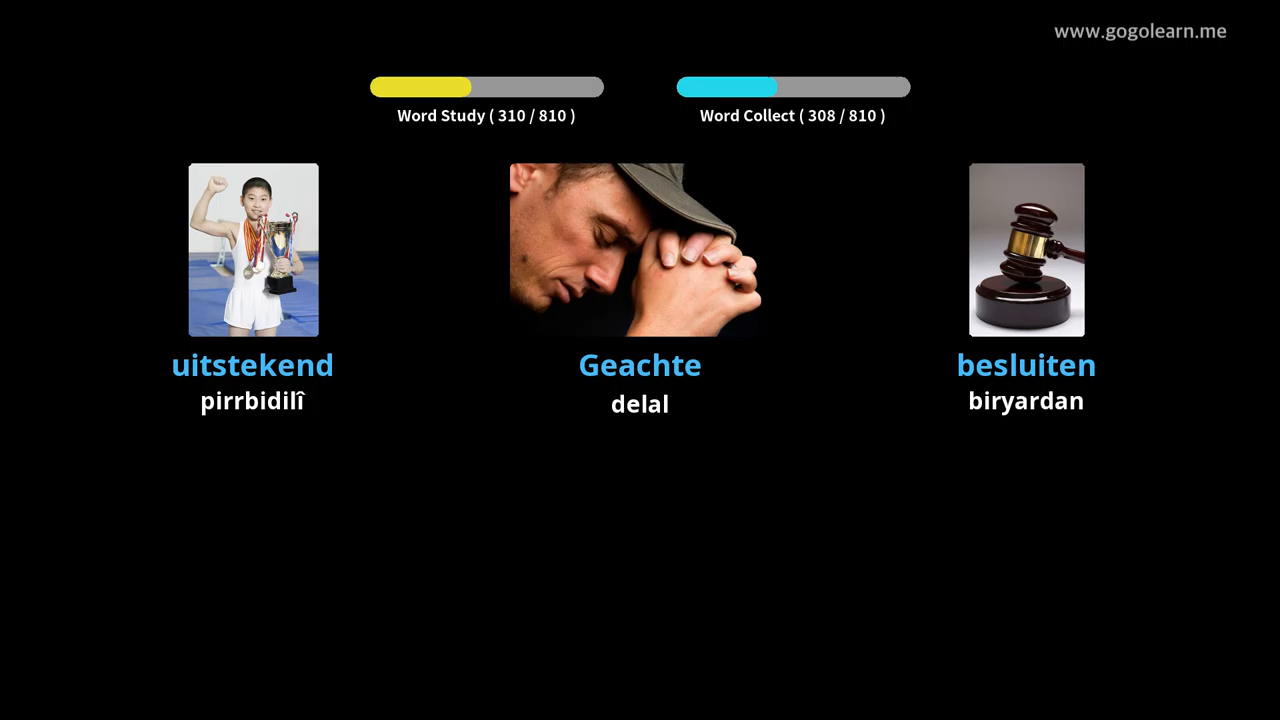 www.gogolearn.me
Word Study ( 310 / 810 )
Word Collect ( 308 / 810 )
uitstekend
pirrbidilî
Geachte
delal
besluiten
biryardan